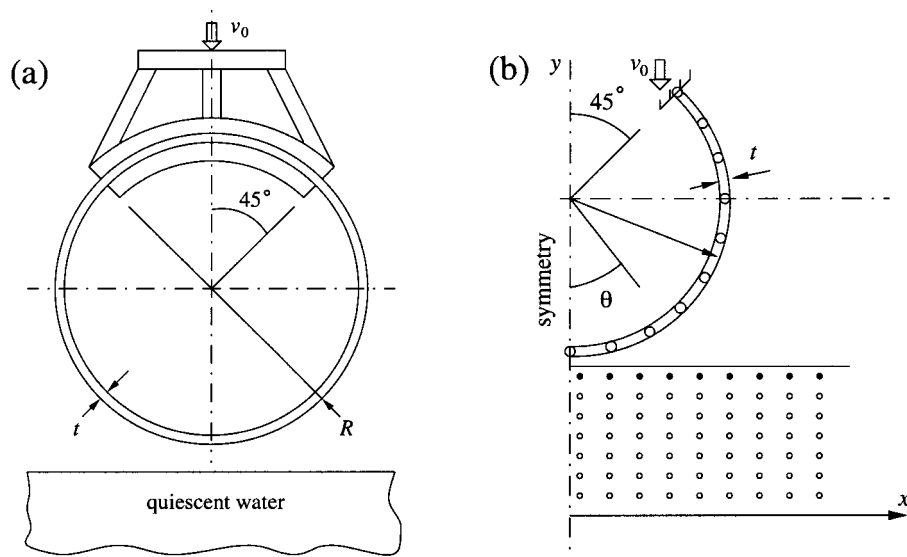 (a)
v₀
45°
t
R
quiescent water
(b)
y
v₀
45°
t
symmetry
θ
x